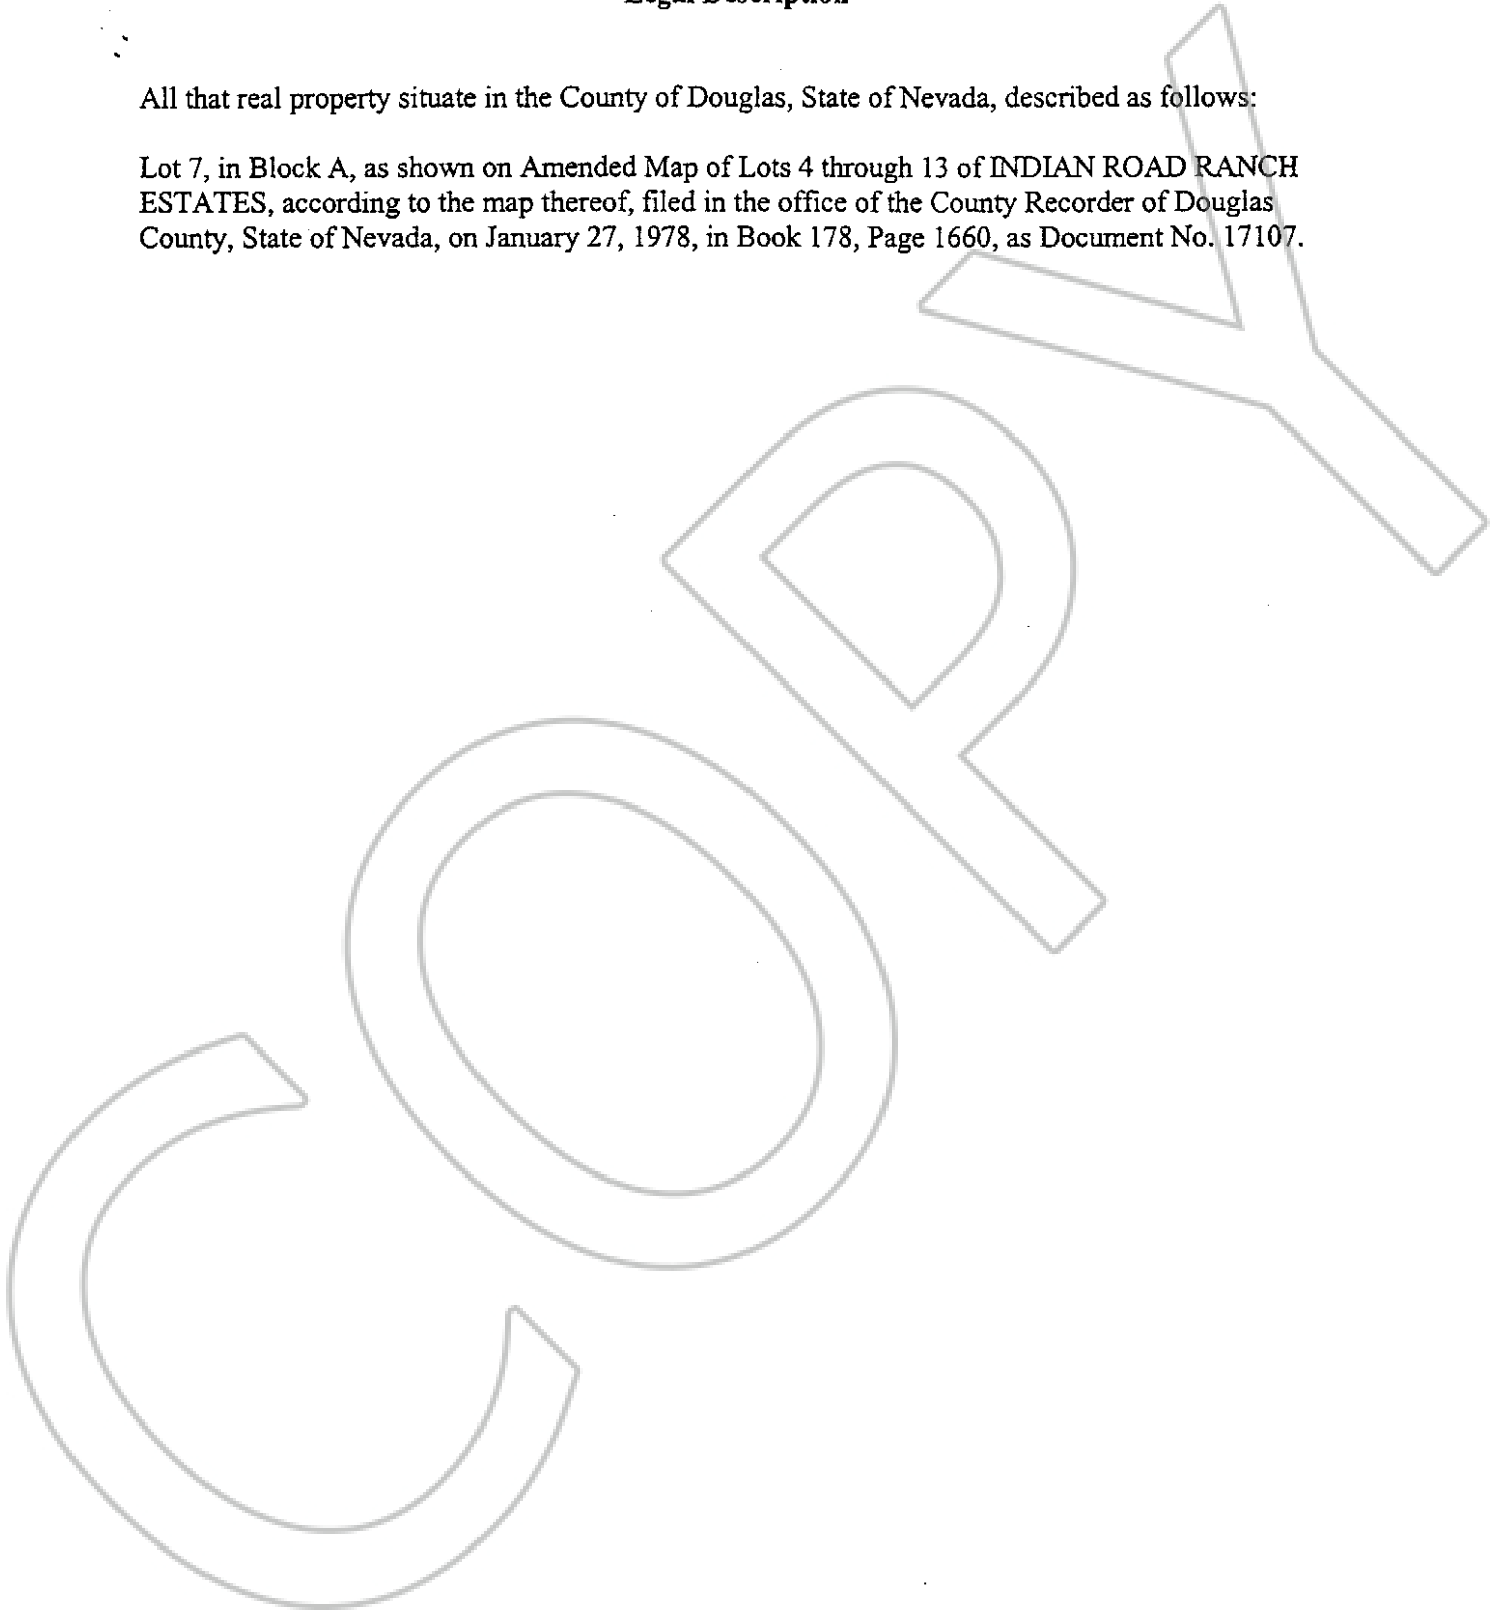 Legal Description
All that real property situate in the County of Douglas, State of Nevada, described as follows:
Lot 7, in Block A, as shown on Amended Map of Lots 4 through 13 of INDIAN ROAD RANCH
ESTATES, according to the map thereof, filed in the office of the County Recorder of Douglas
County, State of Nevada, on January 27, 1978, in Book 178, Page 1660, as Document No. 17107.
COPY